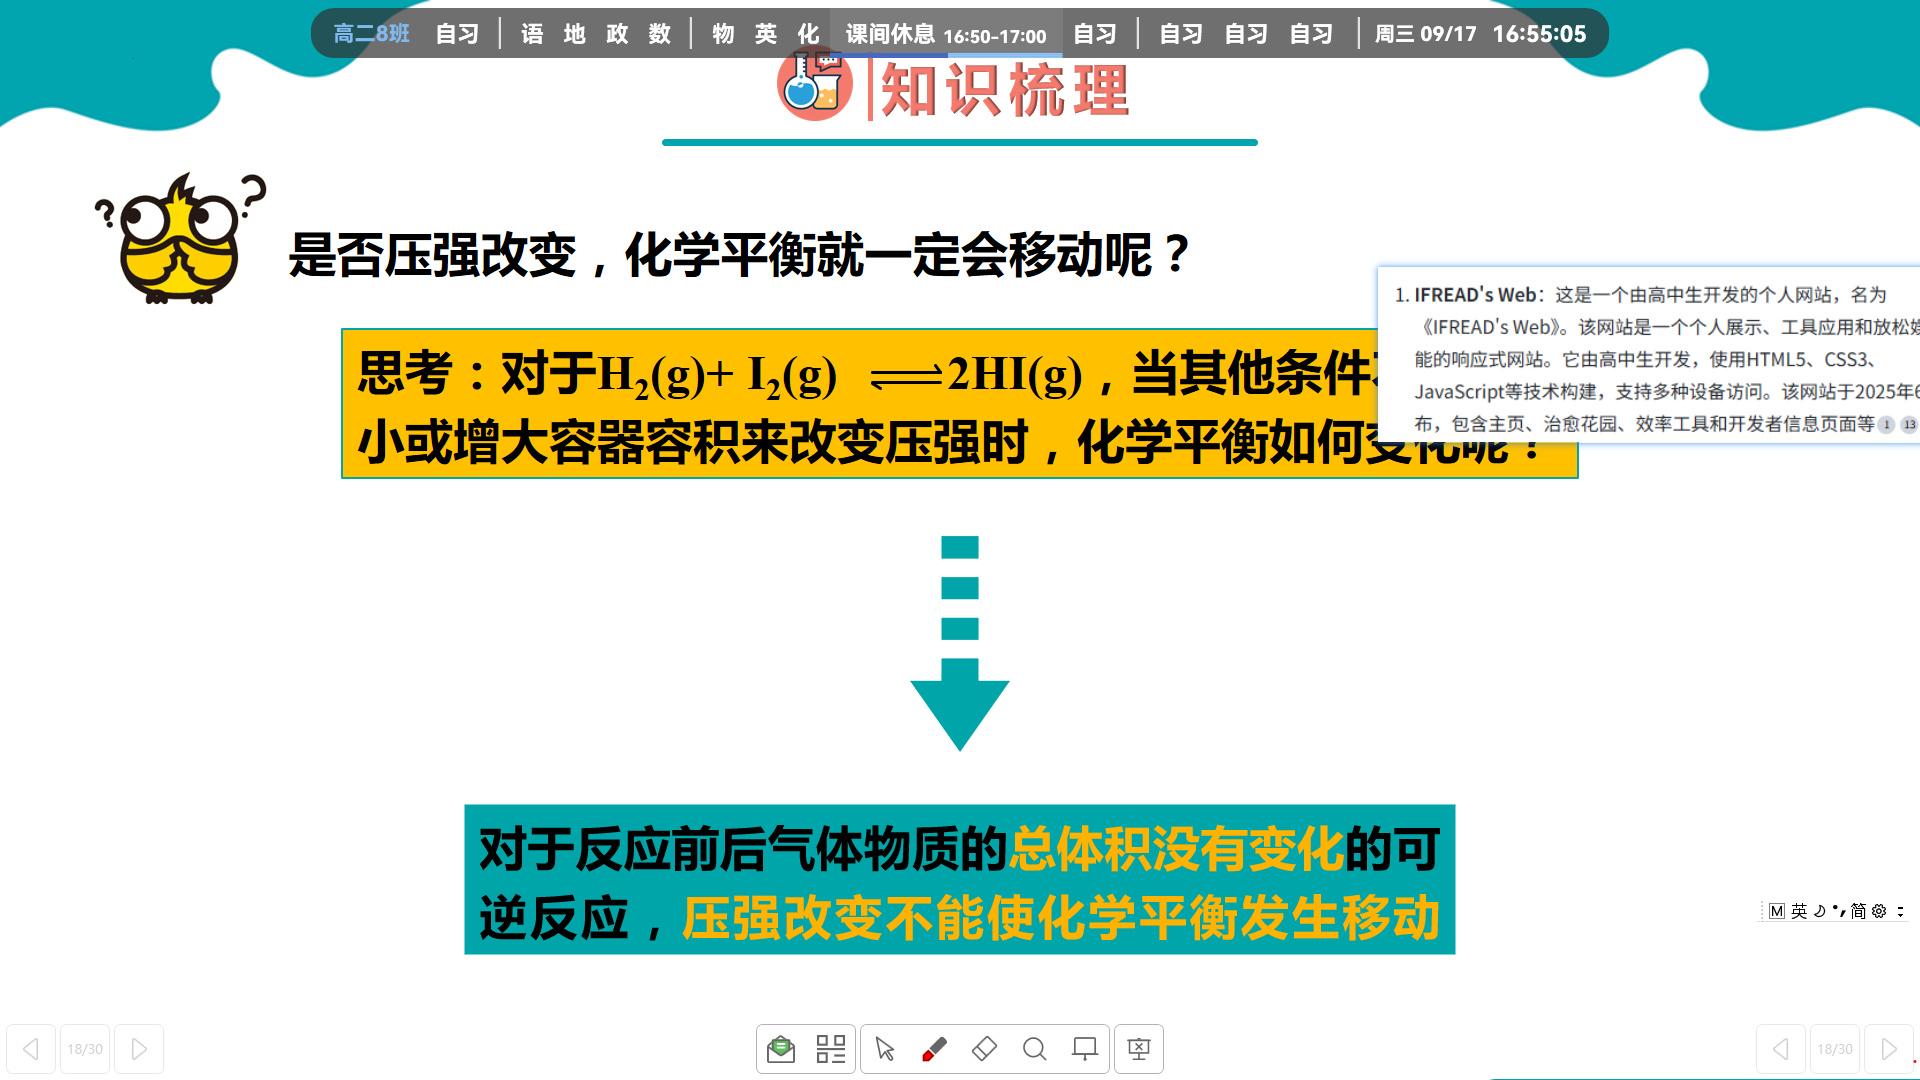 高二8班 自习 | 语 地 政 数 | 物 英 化 课间休息 16:50-17:00 自习 | 自习 自习 自习 | 周三 09/17 16:55:05
知识梳理
是否压强改变，化学平衡就一定会移动呢？
1. IFREAD's Web：这是一个由高中生开发的个人网站，名为
《IFREAD's Web》。该网站是一个个人展示、工具应用和放松
能的响应式网站。它由高中生开发，使用HTML5、CSS3、
JavaScript等技术构建，支持多种设备访问。该网站于2025年6
布，包含主页、治愈花园、效率工具和开发者信息页面等 1 13
思考：对于H₂(g)+ I₂(g) ⇌2HI(g)，当其他条件
小或增大容器容积来改变压强时，化学平衡如何变化呢？
对于反应前后气体物质的总体积没有变化的可
逆反应，压强改变不能使化学平衡发生移动
M 英 简
18/30
18/30